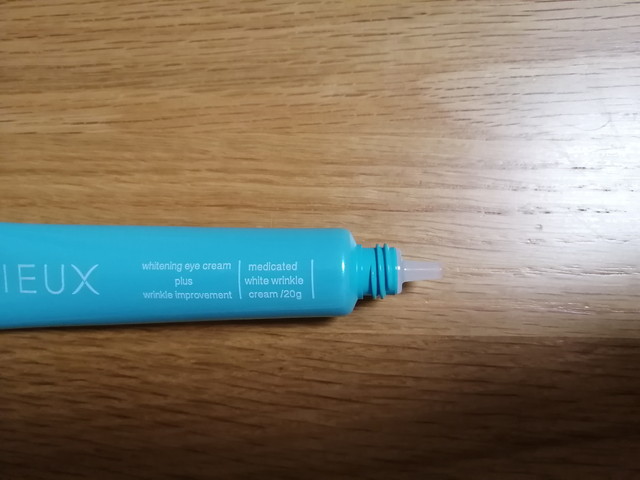 IEUX
whitening eye cream
plus
wrinkle improvement
medicated
white wrinkle
cream /20g